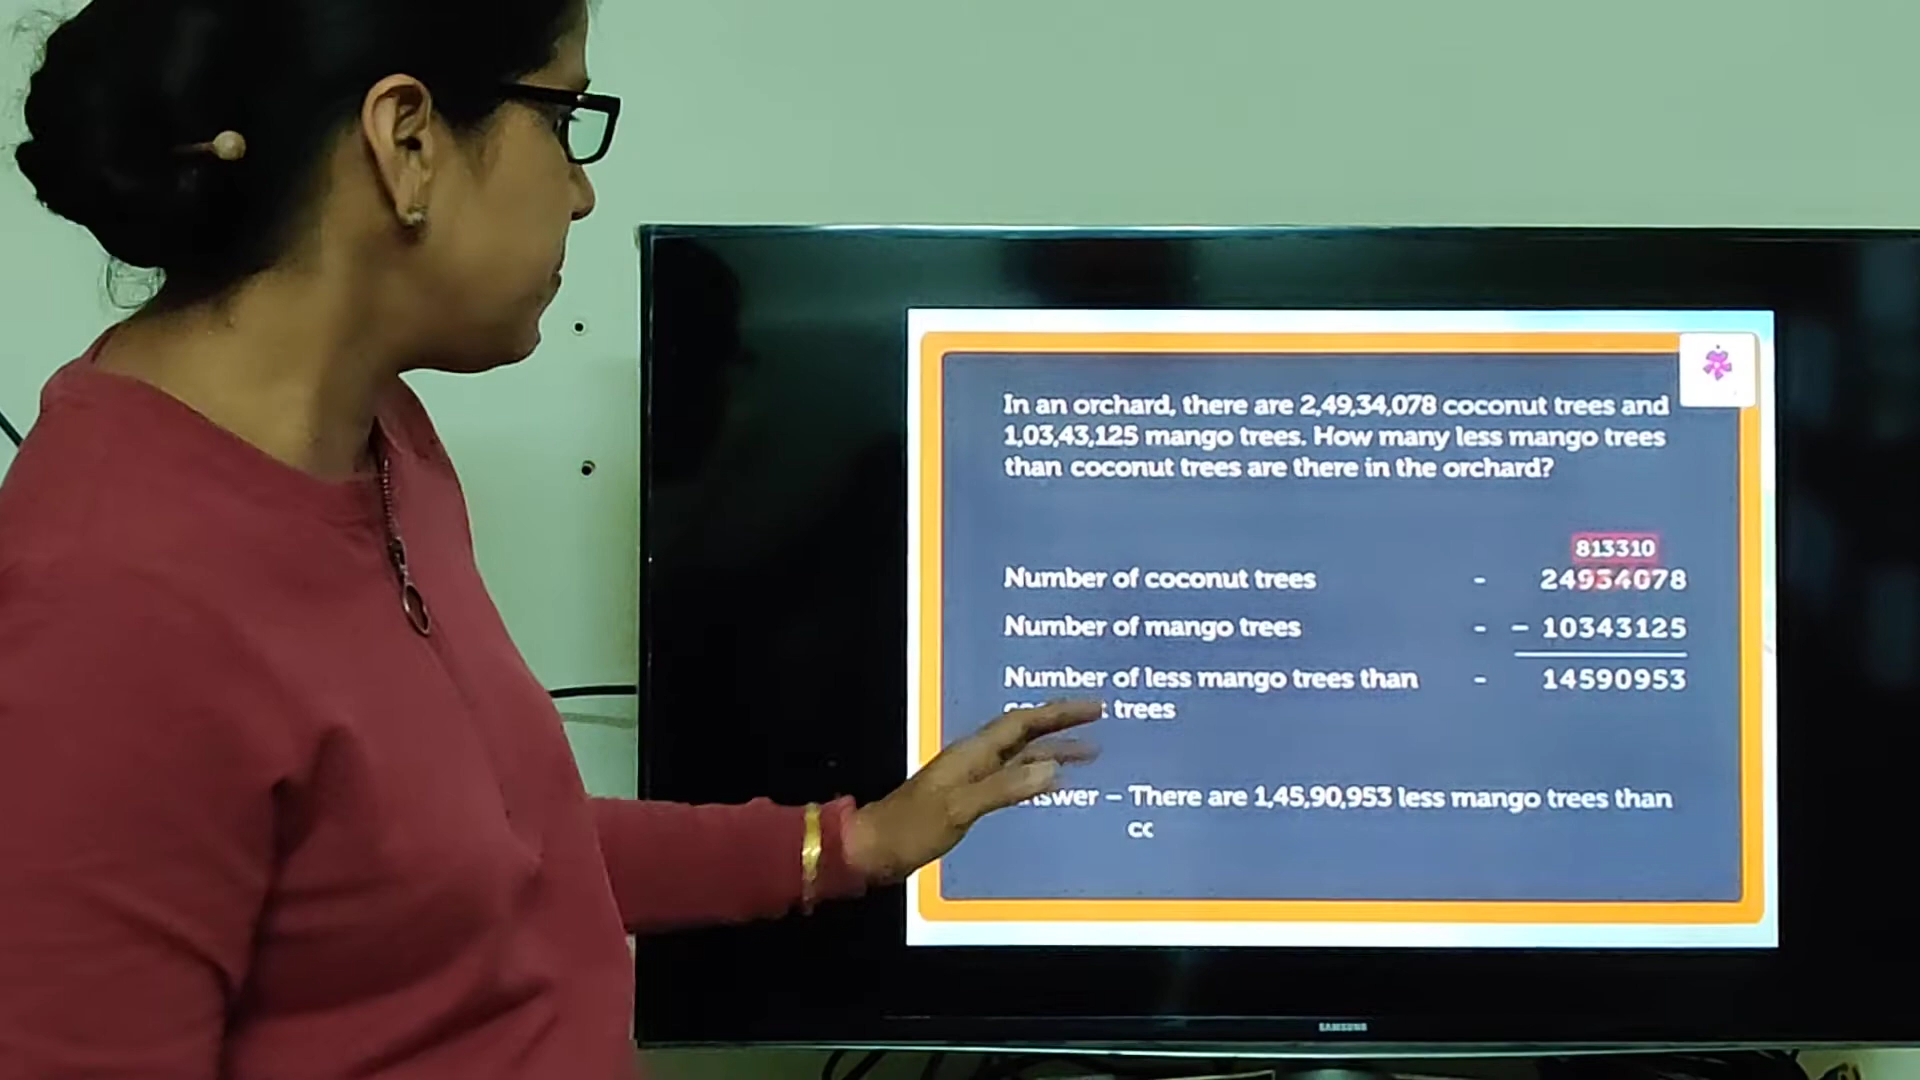 In an orchard, there are 2,49,34,078 coconut trees and
1,03,43,125 mango trees. How many less mango trees
than coconut trees are there in the orchard?
813310
Number of coconut trees - 24934078
Number of mango trees - - 10343125
Number of less mango trees than - 14590953
trees
– There are 1,45,90,953 less mango trees than
SAMSUNG